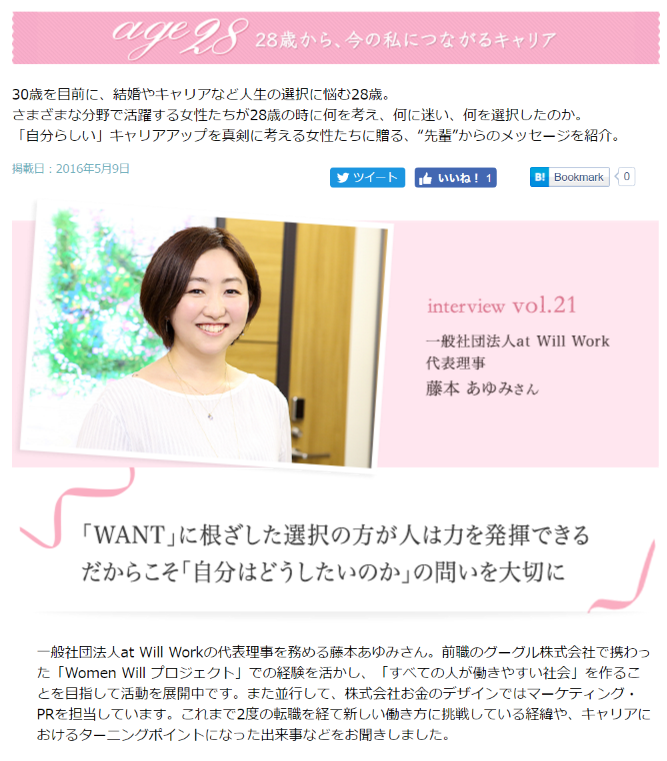 age28 28歳から、今の私につながるキャリア
30歳を目前に、結婚やキャリアなど人生の選択に悩む28歳。
さまざまな分野で活躍する女性たちが28歳の時に何を考え、何に迷い、何を選択したのか。
「自分らしい」キャリアアップを真剣に考える女性たちに贈る、“先輩”からのメッセージを紹介。
掲載日：2016年5月9日
ツイート いいね！ 1 B! Bookmark 0
interview vol.21
一般社団法人at Will Work
代表理事
藤本 あゆみさん
「WANT」に根ざした選択の方が人は力を発揮できる
だからこそ「自分はどうしたいのか」の問いを大切に
一般社団法人at Will Workの代表理事を務める藤本あゆみさん。前職のグーグル株式会社で携わっ
た「Women Will プロジェクト」での経験を活かし、「すべての人が働きやすい社会」を作るこ
とを目指して活動を展開中です。また並行して、株式会社お金のデザインではマーケティング・
PRを担当しています。これまで2度の転職を経て新しい働き方に挑戦している経緯や、キャリアに
おけるターニングポイントになった出来事などをお聞きしました。